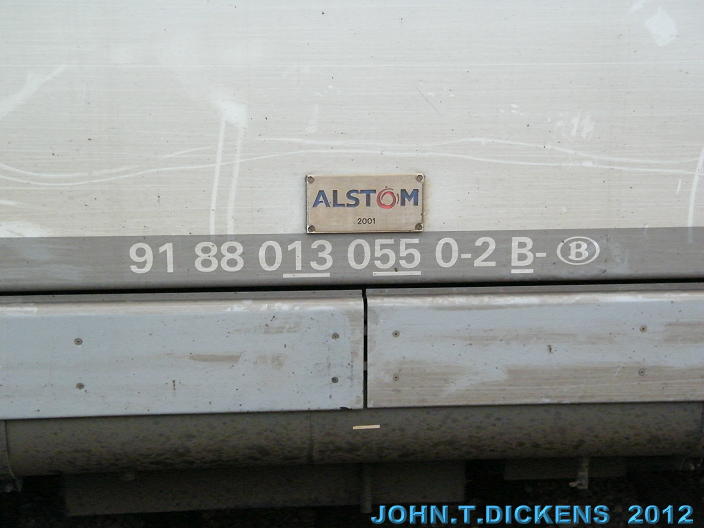 ALSTOM
2001
91 88 013 055 0-2 B- B
JOHN.T.DICKENS 2012